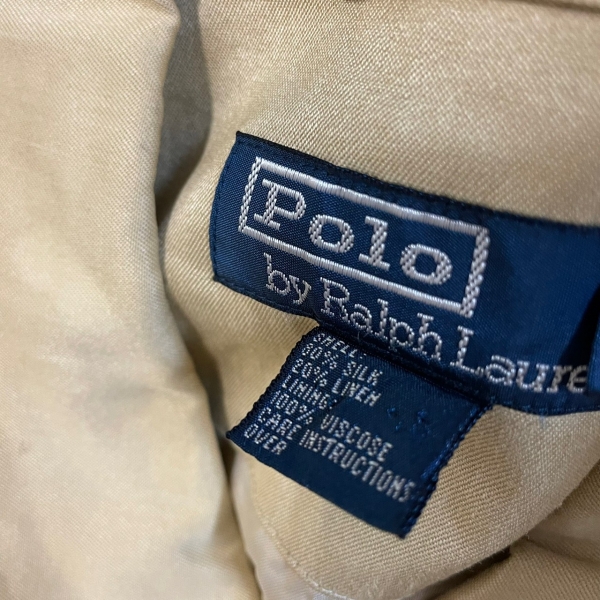 Polo
by Ralph Laure
SHELL:
80% SILK
20% LINEN
LINING:
100% VISCOSE
CARE INSTRUCTIONS
OVER